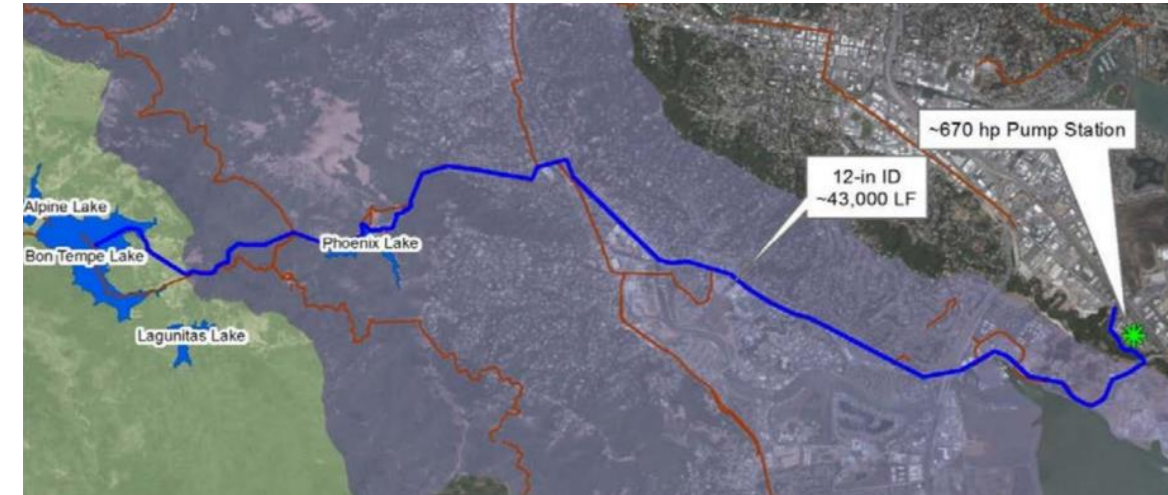 ~670 hp Pump Station
12-in ID
~43,000 LF
Alpine Lake
Bon Tempe Lake
Phoenix Lake
Lagunitas Lake